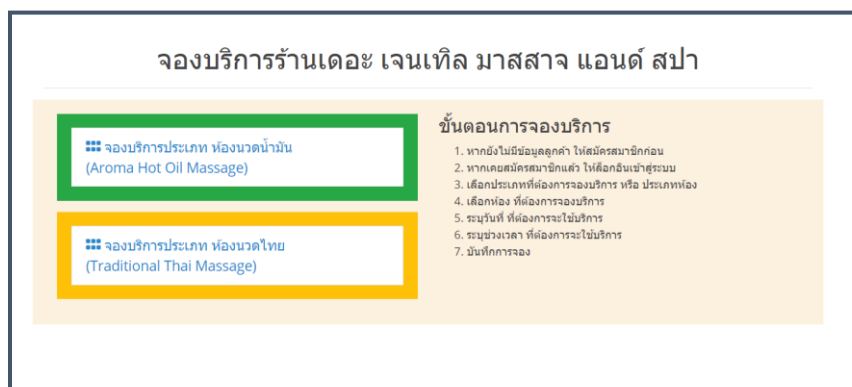 จองบริการร้านเดอะ เจนเทิล มาสสาจ แอนด์ สปา
จองบริการประเภท ห้องนวดน้ำมัน
(Aroma Hot Oil Massage)
จองบริการประเภท ห้องนวดไทย
(Traditional Thai Massage)
ขั้นตอนการจองบริการ
1. หากยังไม่มีข้อมูลลูกค้า ให้สมัครสมาชิกก่อน
2. หากเคยสมัครสมาชิกแล้ว ให้ล็อกอินเข้าสู่ระบบ
3. เลือกประเภทที่ต้องการจองบริการ หรือ ประเภทห้อง
4. เลือกห้อง ที่ต้องการจองบริการ
5. ระบุวันที่ ที่ต้องการจะใช้บริการ
6. ระบุช่วงเวลา ที่ต้องการจะใช้บริการ
7. บันทึกการจอง